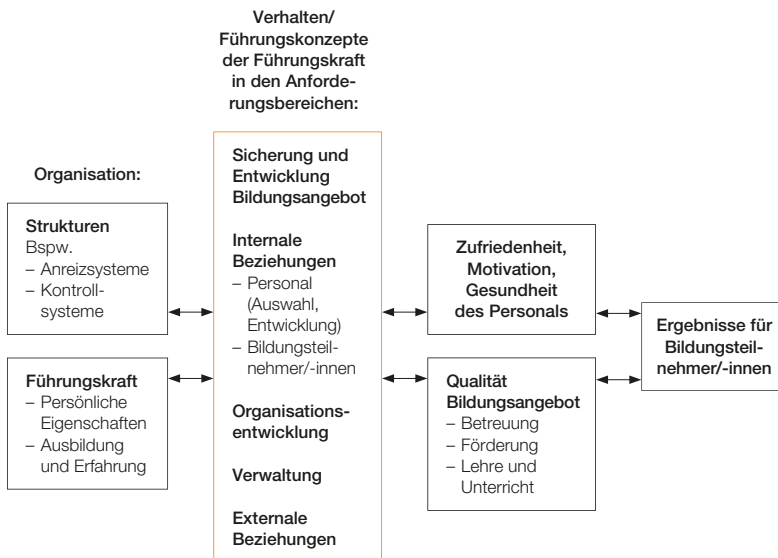 Verhalten/
Führungskonzepte
der Führungskraft
in den Anforde-
rungsbereichen:
Organisation:
Strukturen
Bspw.
– Anreizsysteme
– Kontroll-
systeme
Führungskraft
– Persönliche
Eigenschaften
– Ausbildung
und Erfahrung
Sicherung und
Entwicklung
Bildungsangebot
Internale
Beziehungen
– Personal
(Auswahl,
Entwicklung)
– Bildungsteil-
nehmer/-innen
Organisations-
entwicklung
Verwaltung
Externale
Beziehungen
Zufriedenheit,
Motivation,
Gesundheit
des Personals
Qualität
Bildungsangebot
– Betreuung
– Förderung
– Lehre und
Unterricht
Ergebnisse für
Bildungsteil-
nehmer/-innen